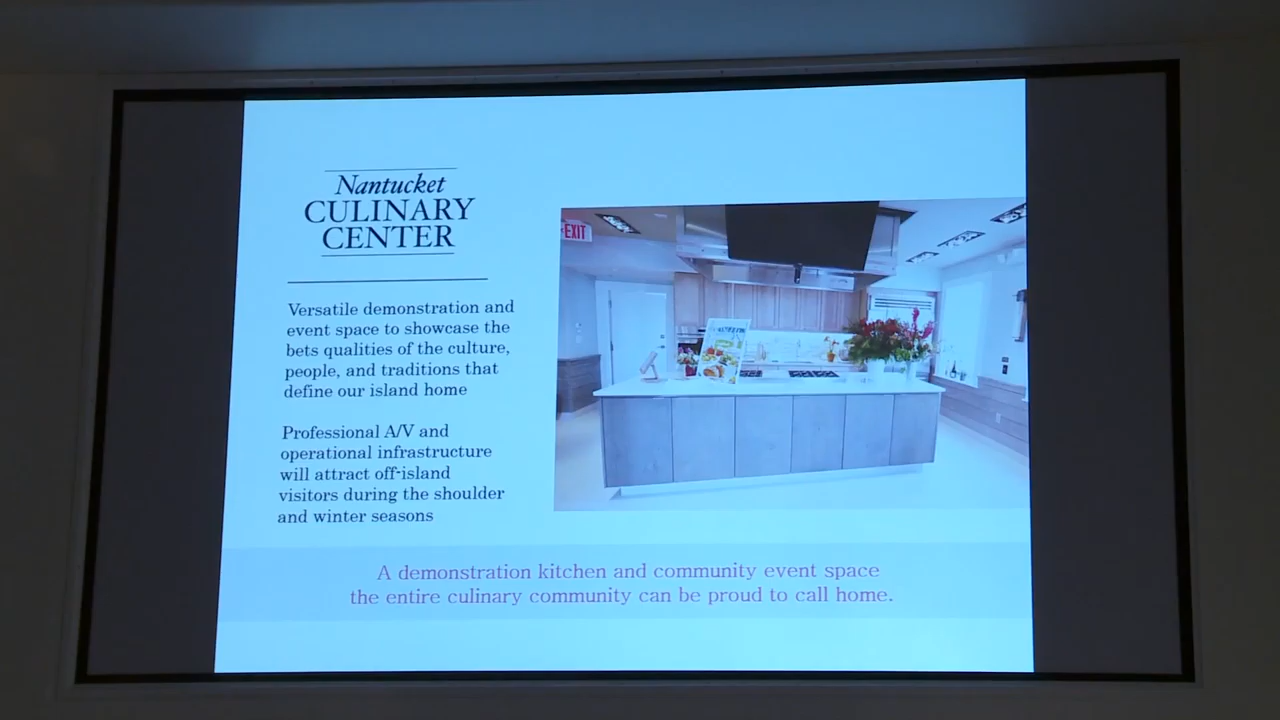 Nantucket
CULINARY
CENTER
Versatile demonstration and
event space to showcase the
bets qualities of the culture,
people, and traditions that
define our island home
Professional A/V and
operational infrastructure
will attract off-island
visitors during the shoulder
and winter seasons
EXIT
A demonstration kitchen and community event space
the entire culinary community can be proud to call home.